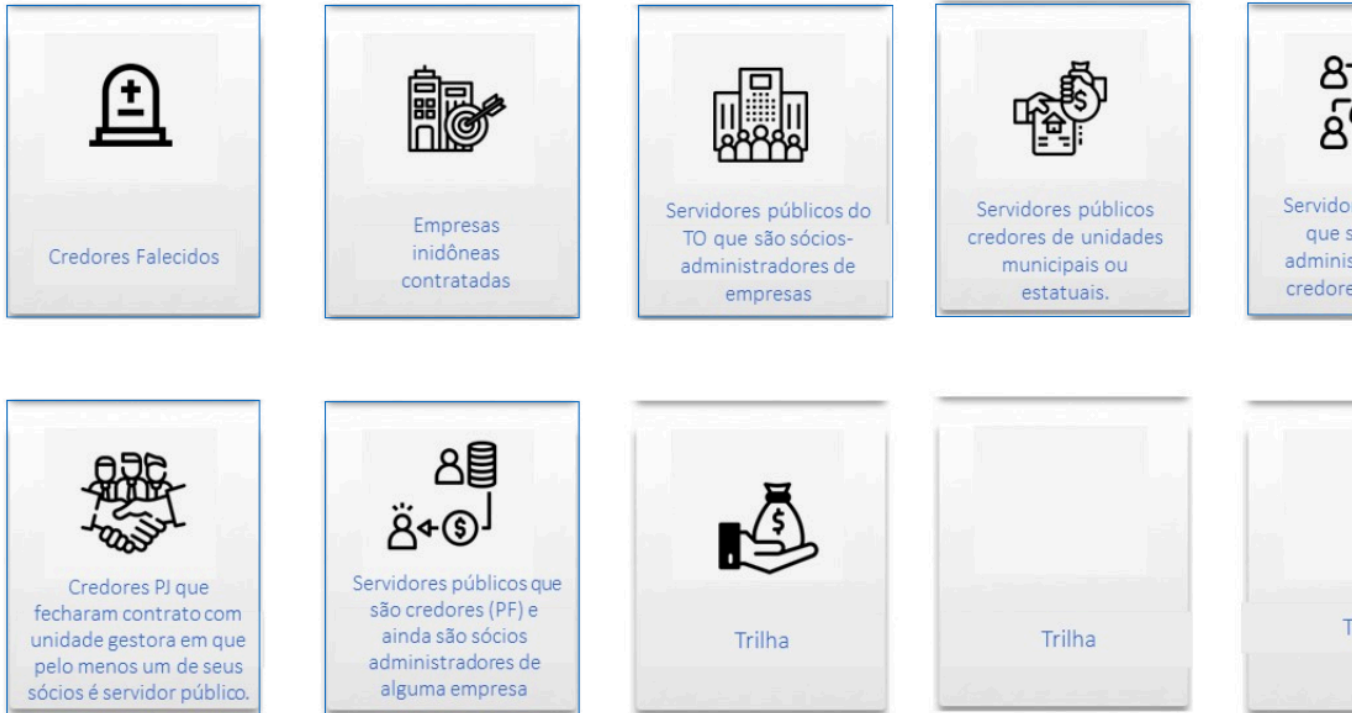 Credores Falecidos
Empresas
inidôneas
contratadas
Servidores públicos do
TO que são sócios-
administradores de
empresas
Servidores públicos
credores de unidades
municipais ou
estatuais.
Credores PJ que
fecharam contrato com
unidade gestora em que
pelo menos um de seus
sócios é servidor público.
Servidores públicos que
são credores (PF) e
ainda são sócios
administradores de
alguma empresa
Trilha
Trilha